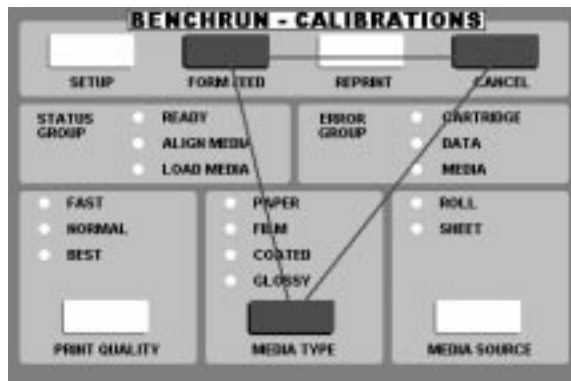 BENCHRUN - CALIBRATIONS
SETUP FORM FEED REPRINT CANCEL
STATUS GROUP
READY
ALIGN MEDIA
LOAD MEDIA
ERROR GROUP
CARTRIDGE
DATA
MEDIA
FAST
NORMAL
BEST
PRINT QUALITY
PAPER
FILM
COATED
GLOSSY
MEDIA TYPE
ROLL
SHEET
MEDIA SOURCE